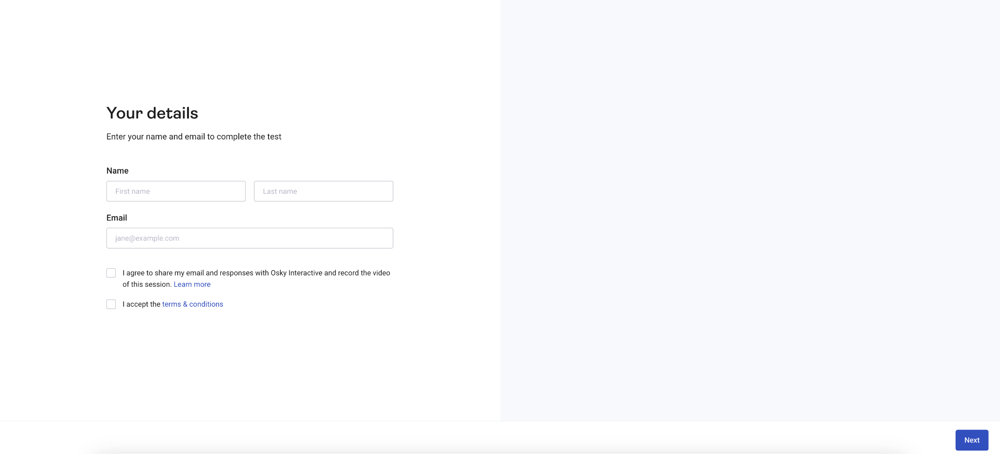 Your details
Enter your name and email to complete the test
Name
First name
Last name
Email
jane@example.com
I agree to share my email and responses with Osky Interactive and record the video
of this session. Learn more
I accept the terms & conditions
Next